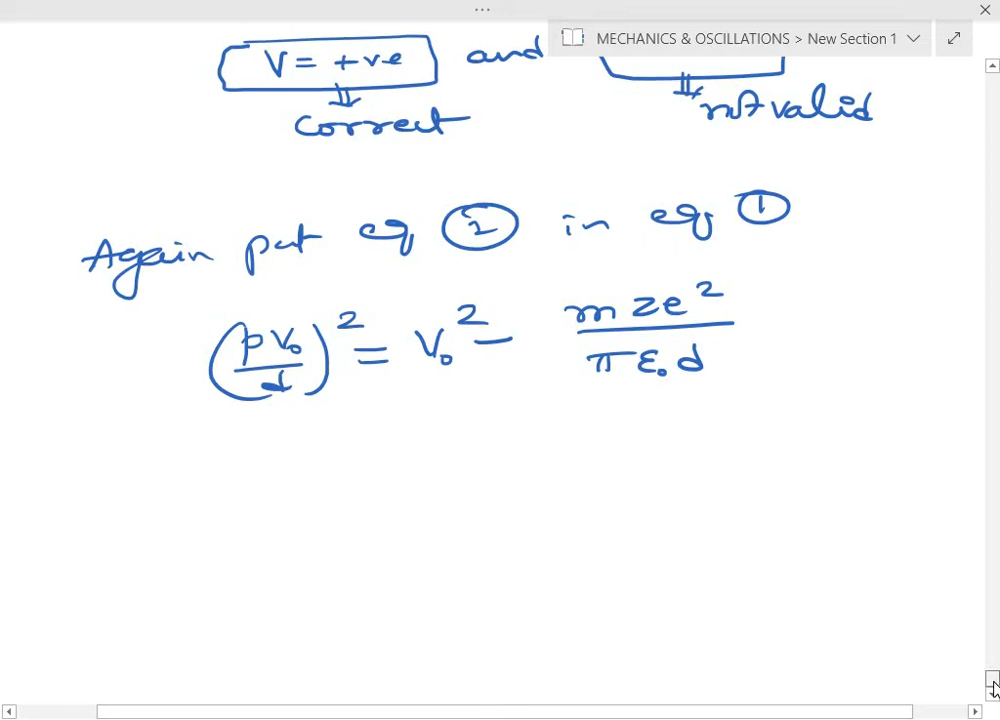 ...
MECHANICS & OSCILLATIONS > New Section 1
V = +ve and
⇓ ⇓
correct not valid
Again put eq ② in eq ①
(pV₀/d)² = V₀² − mze²/πε₀d